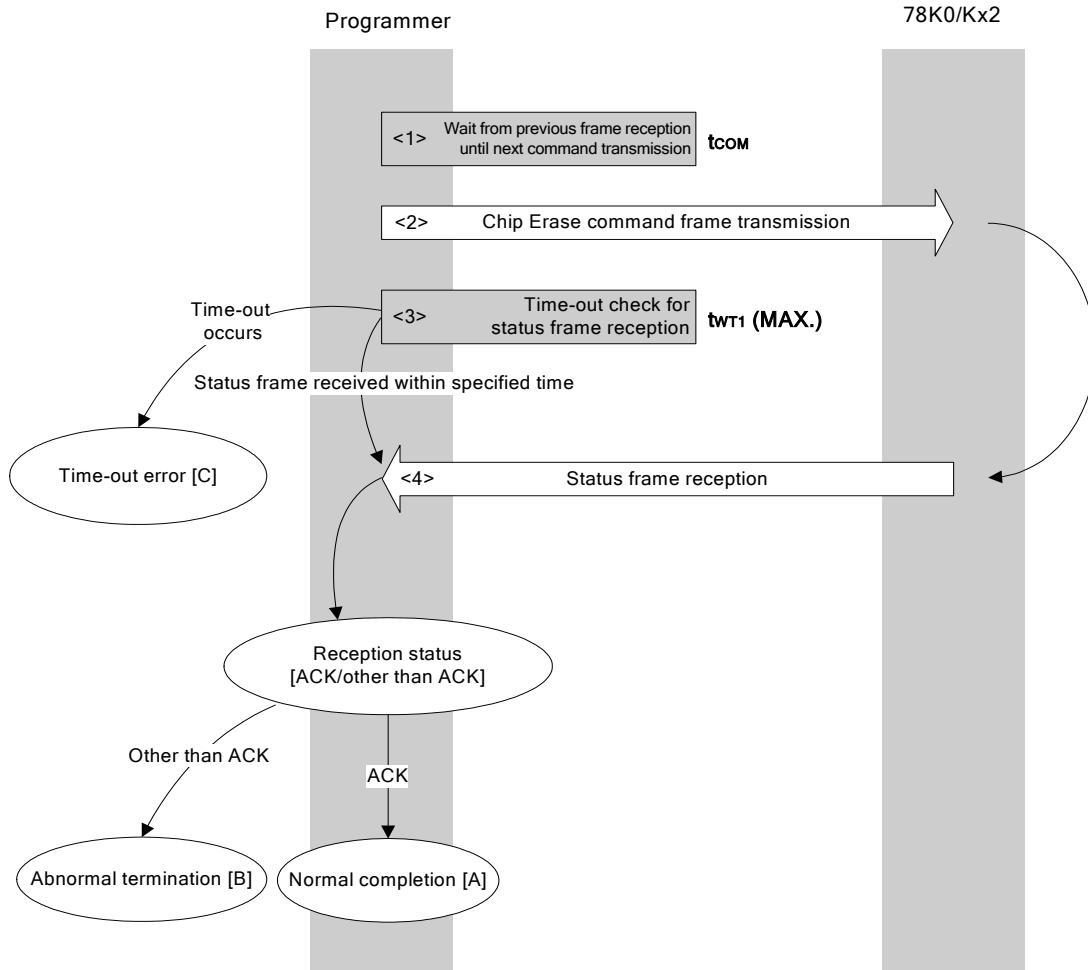 Programmer
78K0/Kx2
<1> Wait from previous frame reception
until next command transmission
tCOM
<2> Chip Erase command frame transmission
Time-out
occurs
<3> Time-out check for
status frame reception
tWT1 (MAX.)
Status frame received within specified time
Time-out error [C]
<4> Status frame reception
Reception status
[ACK/other than ACK]
Other than ACK
ACK
Abnormal termination [B]
Normal completion [A]